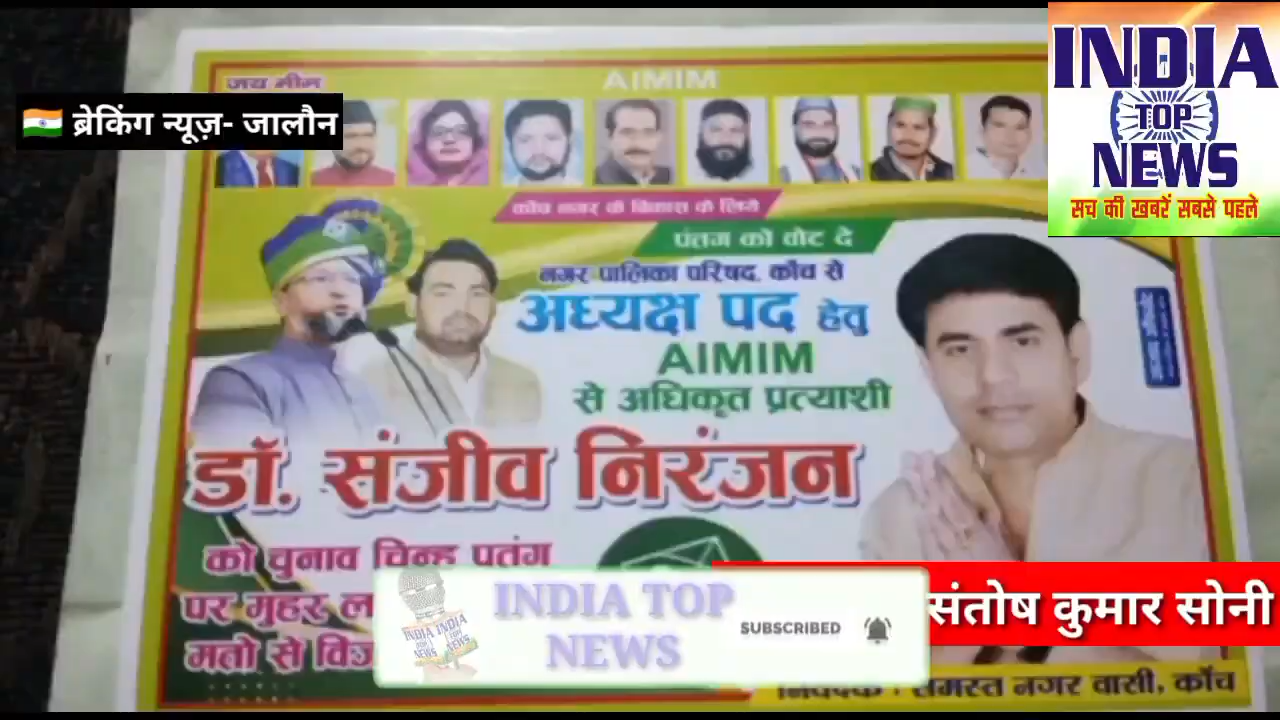 INDIA
TOP
NEWS
सच की खबरें सबसे पहले
🇮🇳 ब्रेकिंग न्यूज़- जालौन
जय भीम
AIMIM
कोंच नगर के विकास के लिये
पंतग को वोट दे
नगर पालिका परिषद, कोंच से
अध्यक्ष पद हेतु
AIMIM
से अधिकृत प्रत्याशी
डॉ. संजीव निरंजन
को चुनाव चिन्ह पतंग
पर मुहर
मतो से
INDIA TOP
NEWS
SUBSCRIBED
संतोष कुमार सोनी
निवेदक : समस्त नगर वासी, कोंच